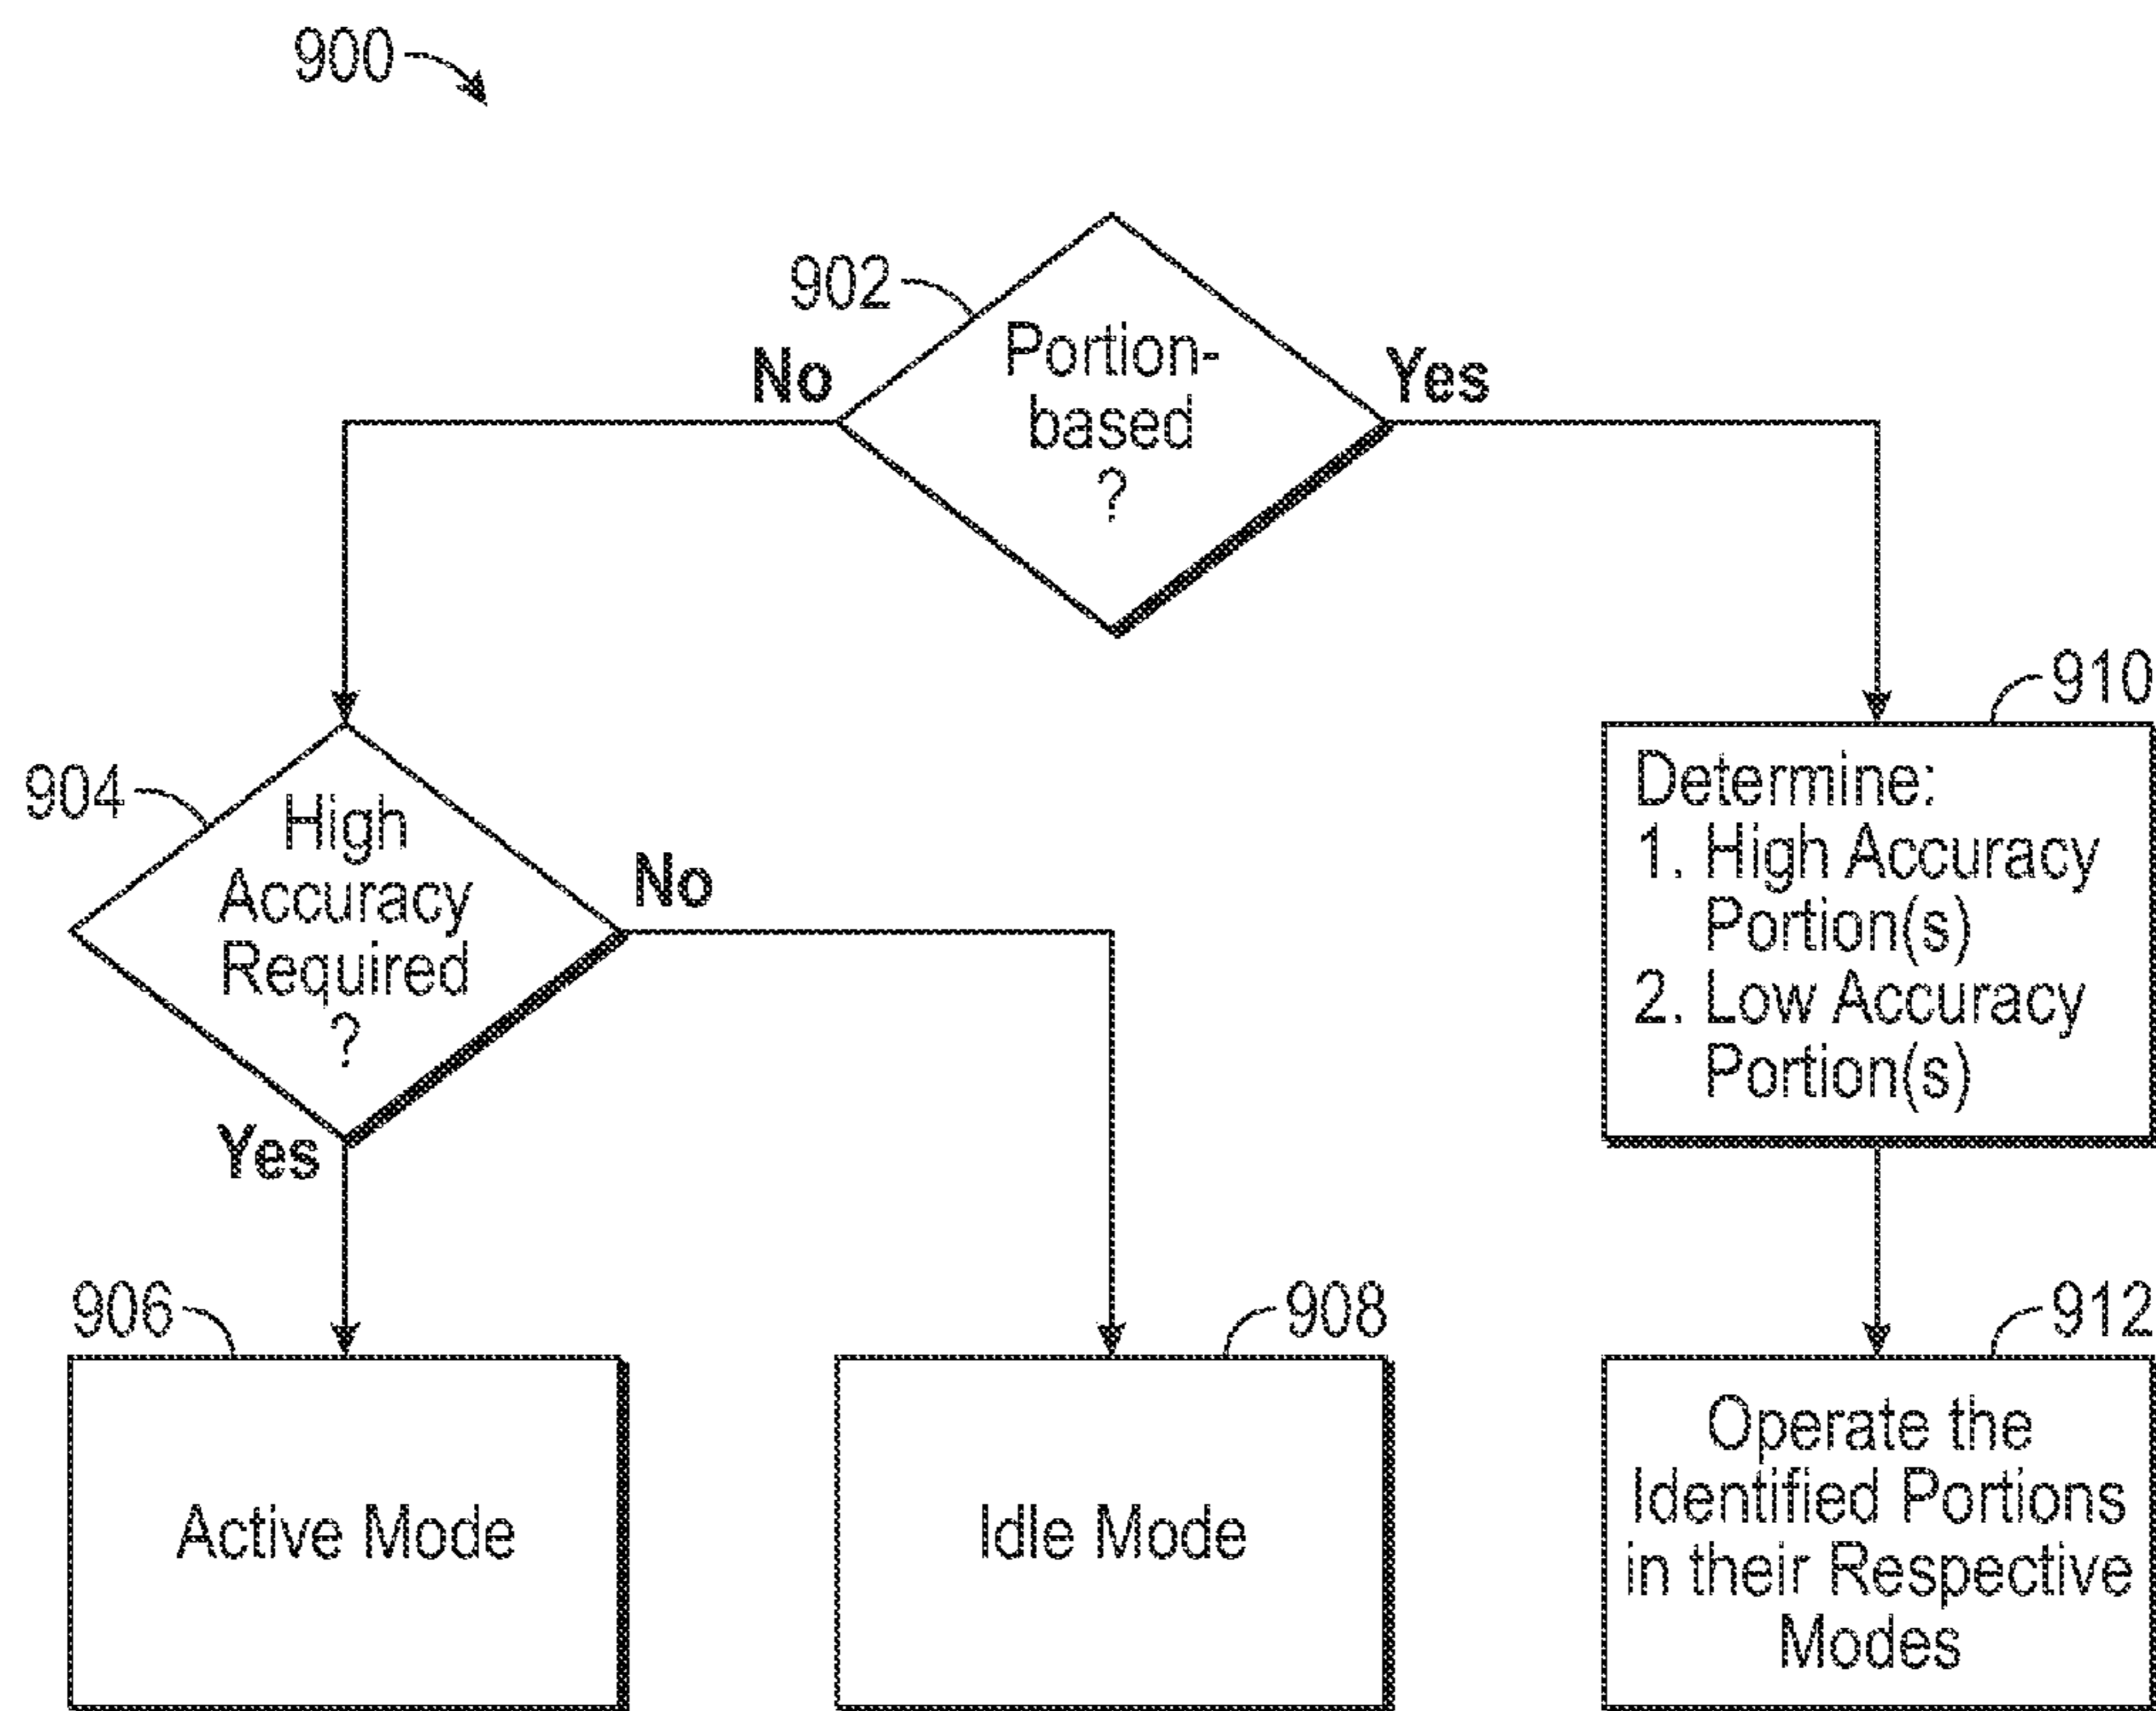 900
902
No
Portion-
based
?
Yes
904
High
Accuracy
Required
?
No
Yes
910
Determine:
1. High Accuracy
Portion(s)
2. Low Accuracy
Portion(s)
906
Active Mode
908
Idle Mode
912
Operate the
Identified Portions
in their Respective
Modes